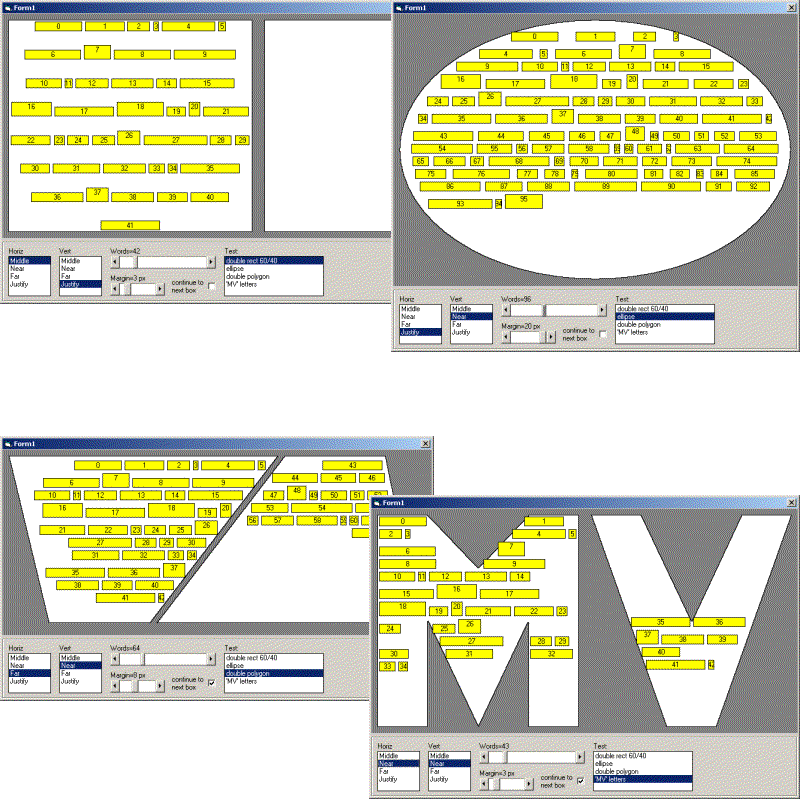 Form1
0 1 2 3 4 5
6 7 8 9
10 11 12 13 14 15
16 17 18 19 20 21
22 23 24 25 26 27 28 29
30 31 32 33 34 35
36 37 38 39 40
41
Horiz Vert Words=42 Test:
Middle Middle double rect 60/40
Near Near ellipse
Far Far Margin=3 px continue to next box double polygon
Justify Justify 'MV' letters
Form1
0 1 2 3
4 5 6 7 8
9 10 11 12 13 14 15
16 17 18 19 20 21 22 23
24 25 26 27 28 29 30 31 32 33
34 35 36 37 38 39 40 41 42
43 44 45 46 47 48 49 50 51 52 53
54 55 56 57 58 59 60 61 62 63 64
65 66 67 68 69 70 71 72 73 74
75 76 77 78 79 80 81 82 83 84 85
86 87 88 89 90 91 92
93 94 95
Horiz Vert Words=96 Test:
Middle Middle double rect 60/40
Near Near ellipse
Far Far Margin=20 px continue to next box double polygon
Justify Justify 'MV' letters
Form1
0 1 2 3 4 5 43
6 7 8 9 44 45 46
10 11 12 13 14 15 47 48 49 50 51 52
16 17 18 19 20 53 54
21 22 23 24 25 26 56 57 58 59 60
27 28 29 30
31 32 33 34
35 36 37
38 39 40
41 42
Horiz Vert Words=64 Test:
Middle Middle double rect 60/40
Near Near ellipse
Far Far Margin=8 px continue to next box double polygon
Justify Justify 'MV' letters
Form1
0 1
2 3 4 5
6 7
8 9
10 11 12 13 14
15 16 17
18 19 20 21 22 23
24 25 26 35 36
27 28 29 37 38 39
30 31 32 40
33 34 41 42
Horiz Vert Words=43 Test:
Middle Middle double rect 60/40
Near Near ellipse
Far Far Margin=3 px continue to next box double polygon
Justify Justify 'MV' letters